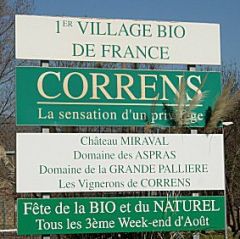 1ER VILLAGE BIO
DE FRANCE
CORRENS
La sensation d'un privilège
Château MIRAVAL
Domaine des ASPRAS
Domaine de la GRANDE PALLIERE
Les Vignerons de CORRENS
Fête de la BIO et du NATUREL
Tous les 3ème Week-end d'Août